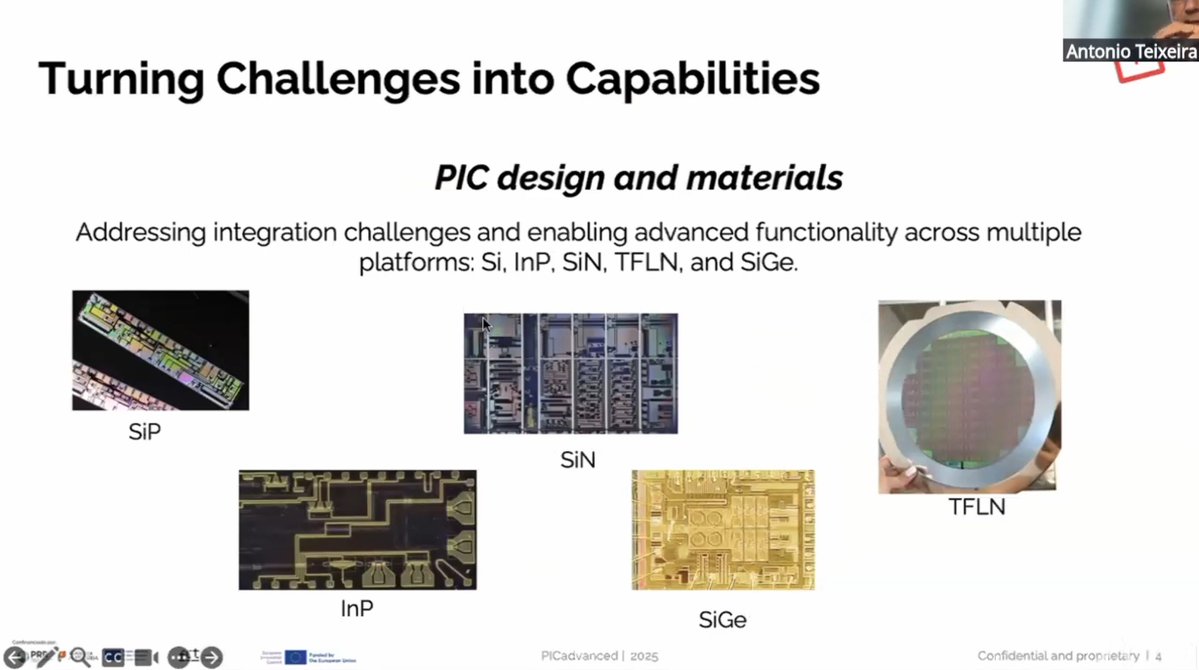 Antonio Teixeira
Turning Challenges into Capabilities
PIC design and materials
Addressing integration challenges and enabling advanced functionality across multiple
platforms: Si, InP, SiN, TFLN, and SiGe.
SiP
SiN
TFLN
InP
SiGe
CC
Funded by
the European Union
PICadvanced | 2025
Confidential and proprietary | 4